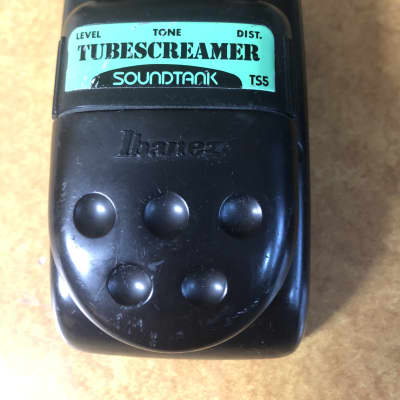 LEVEL TONE DIST.
TUBESCREAMER
SOUNDTANK TS5
Ibanez